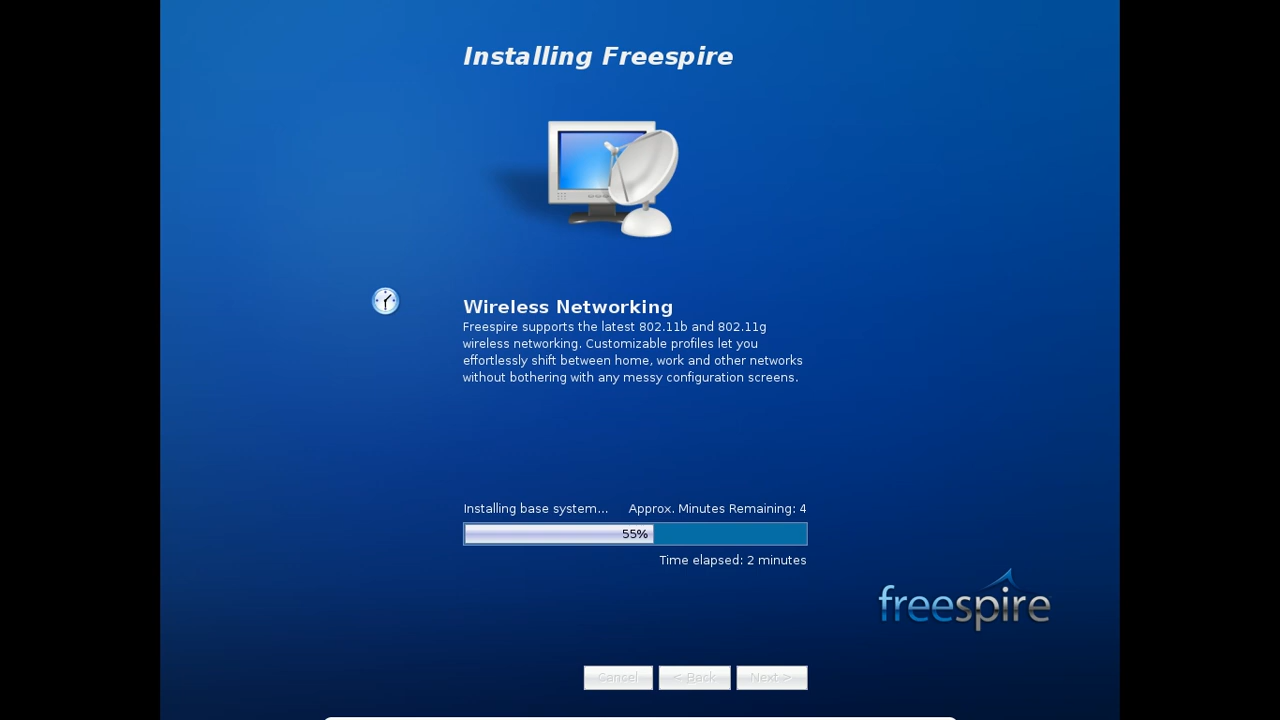 Installing Freespire
Wireless Networking
Freespire supports the latest 802.11b and 802.11g
wireless networking. Customizable profiles let you
effortlessly shift between home, work and other networks
without bothering with any messy configuration screens.
Installing base system... Approx. Minutes Remaining: 4
55%
Time elapsed: 2 minutes
freespire
Cancel < Back Next >